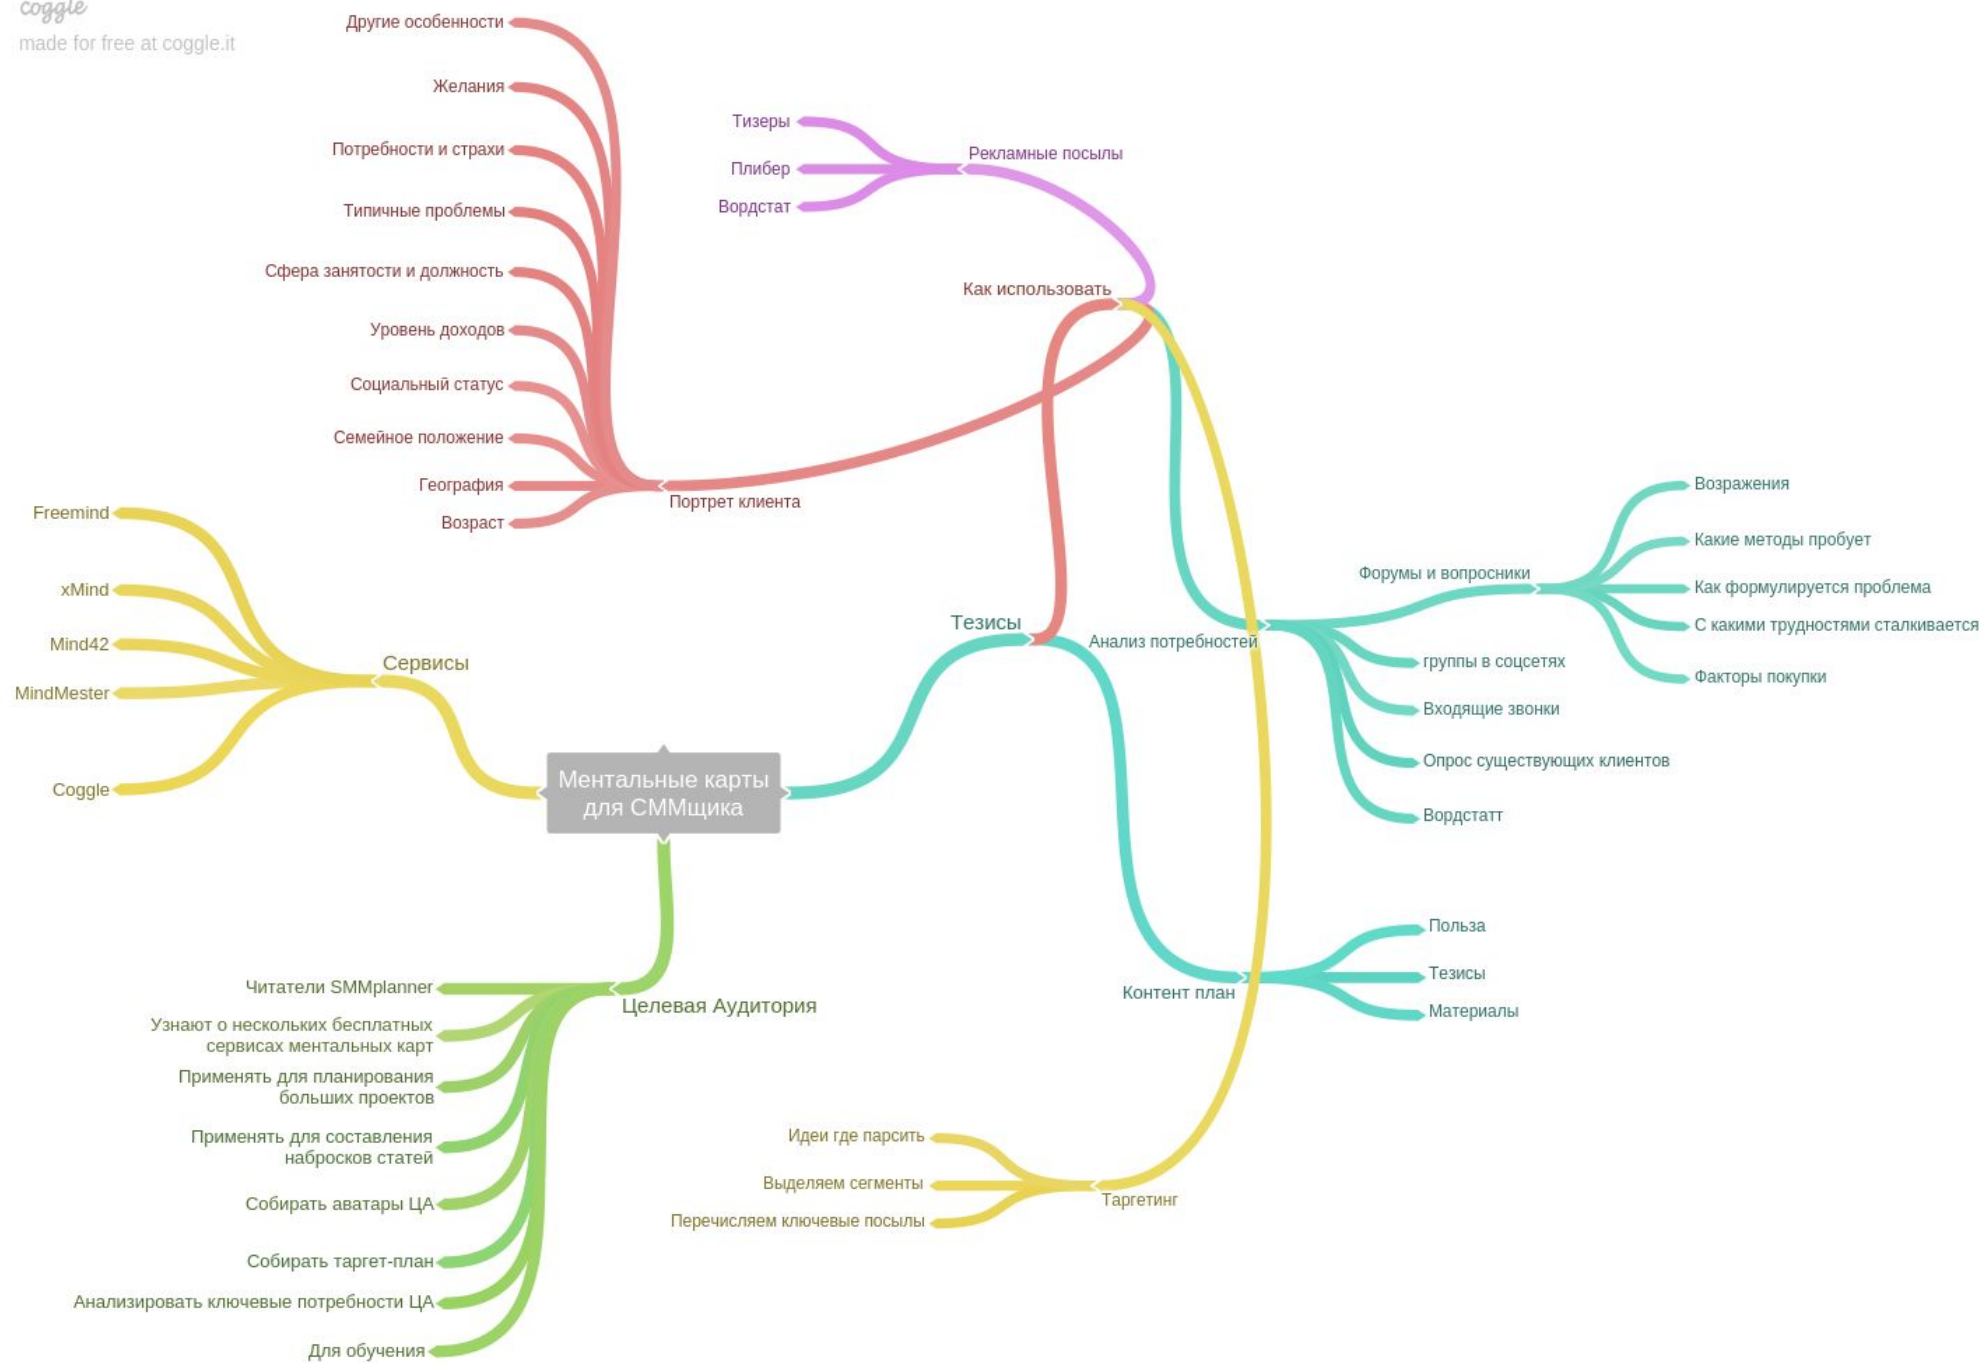 coggle
made for free at coggle.it
Другие особенности
Желания
Потребности и страхи
Типичные проблемы
Сфера занятости и должность
Уровень доходов
Социальный статус
Семейное положение
География
Возраст
Портрет клиента
Тизеры
Плибер
Вордстат
Рекламные посылы
Как использовать
Freemind
xMind
Mind42
MindMester
Coggle
Сервисы
Ментальные карты
для СММщика
Тезисы
Анализ потребностей
Форумы и вопросники
Возражения
Какие методы пробует
Как формулируется проблема
С какими трудностями сталкивается
Факторы покупки
группы в соцсетях
Входящие звонки
Опрос существующих клиентов
Вордстатт
Контент план
Польза
Тезисы
Материалы
Целевая Аудитория
Читатели SMMplanner
Узнают о нескольких бесплатных
сервисах ментальных карт
Применять для планирования
больших проектов
Применять для составления
набросков статей
Собирать аватары ЦА
Собирать таргет-план
Анализировать ключевые потребности ЦА
Для обучения
Идеи где парсить
Выделяем сегменты
Перечисляем ключевые посылы
Таргетинг